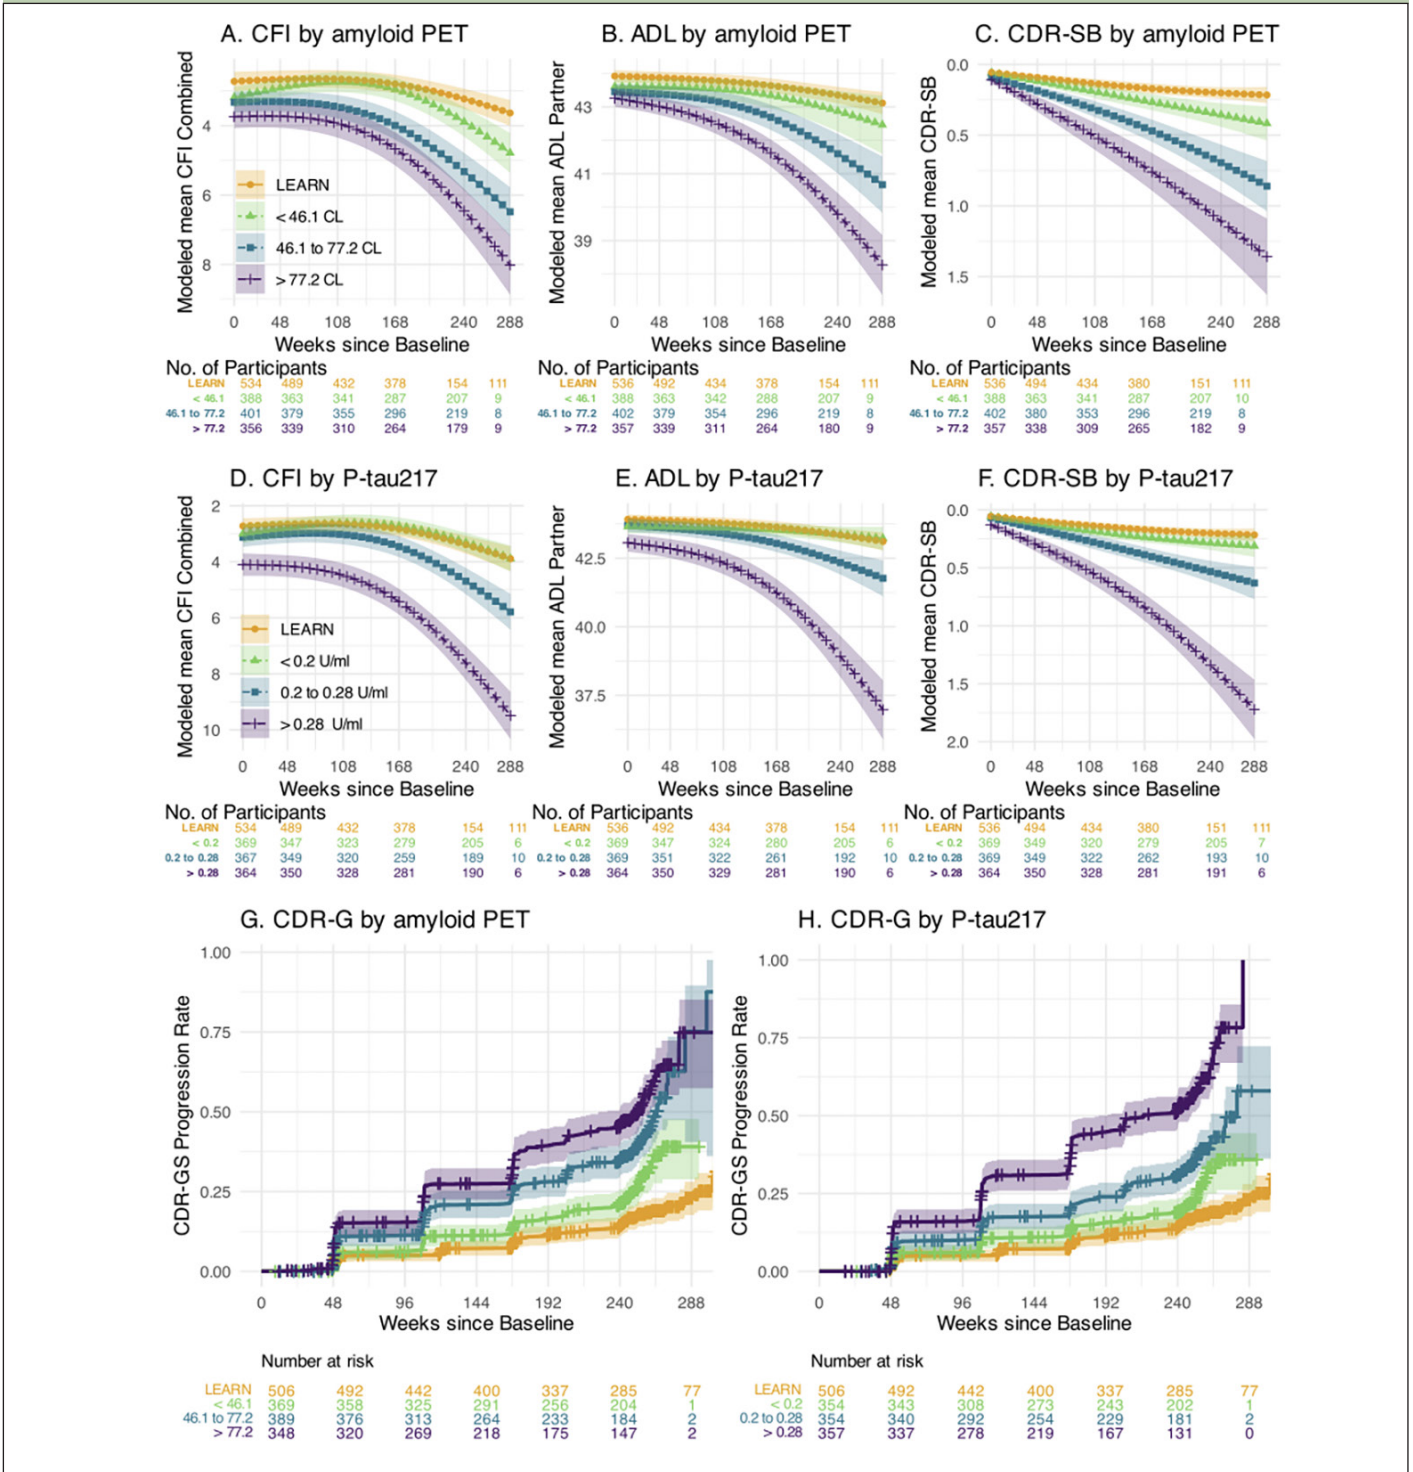 A. CFI by amyloid PET
B. ADL by amyloid PET
C. CDR-SB by amyloid PET
Modeled mean CFI Combined
4
6
8
LEARN
< 46.1 CL
46.1 to 77.2 CL
> 77.2 CL
0 48 108 168 240 288
Weeks since Baseline
Modeled mean ADL Partner
43
41
39
0 48 108 168 240 288
Weeks since Baseline
Modeled mean CDR-SB
0.0
0.5
1.0
1.5
0 48 108 168 240 288
Weeks since Baseline
No. of Participants
LEARN 534 489 432 378 154 111
< 46.1 388 363 341 287 207 9
46.1 to 77.2 401 379 355 296 219 8
> 77.2 356 339 310 264 179 9
No. of Participants
LEARN 536 492 434 378 154 111
< 46.1 388 363 342 288 207 9
46.1 to 77.2 402 379 354 296 219 8
> 77.2 357 339 311 264 180 9
No. of Participants
LEARN 536 494 434 380 151 111
< 46.1 388 363 341 287 207 10
46.1 to 77.2 402 380 353 296 219 8
> 77.2 357 338 309 265 182 9
D. CFI by P-tau217
E. ADL by P-tau217
F. CDR-SB by P-tau217
Modeled mean CFI Combined
2
4
6
8
10
LEARN
< 0.2 U/ml
0.2 to 0.28 U/ml
> 0.28 U/ml
0 48 108 168 240 288
Weeks since Baseline
Modeled mean ADL Partner
42.5
40.0
37.5
0 48 108 168 240 288
Weeks since Baseline
Modeled mean CDR-SB
0.0
0.5
1.0
1.5
2.0
0 48 108 168 240 288
Weeks since Baseline
No. of Participants
LEARN 534 489 432 378 154 111
< 0.2 369 347 323 279 205 6
0.2 to 0.28 367 349 320 259 189 10
> 0.28 364 350 328 281 190 6
No. of Participants
LEARN 536 492 434 378 154 111
< 0.2 369 347 324 280 205 6
0.2 to 0.28 369 351 322 261 192 10
> 0.28 364 350 329 281 190 6
No. of Participants
LEARN 536 494 434 380 151 111
< 0.2 369 349 320 279 205 7
0.2 to 0.28 369 349 322 262 193 10
> 0.28 364 350 328 281 191 6
G. CDR-G by amyloid PET
H. CDR-G by P-tau217
CDR-GS Progression Rate
1.00
0.75
0.50
0.25
0.00
0 48 96 144 192 240 288
Weeks since Baseline
CDR-GS Progression Rate
1.00
0.75
0.50
0.25
0.00
0 48 96 144 192 240 288
Weeks since Baseline
Number at risk
LEARN 506 492 442 400 337 285 77
< 46.1 369 358 325 291 256 204 1
46.1 to 77.2 389 376 313 264 233 184 2
> 77.2 348 320 269 218 175 147 2
Number at risk
LEARN 506 492 442 400 337 285 77
< 0.2 354 343 308 273 243 202 1
0.2 to 0.28 354 340 292 254 229 181 2
> 0.28 357 337 278 219 167 131 0